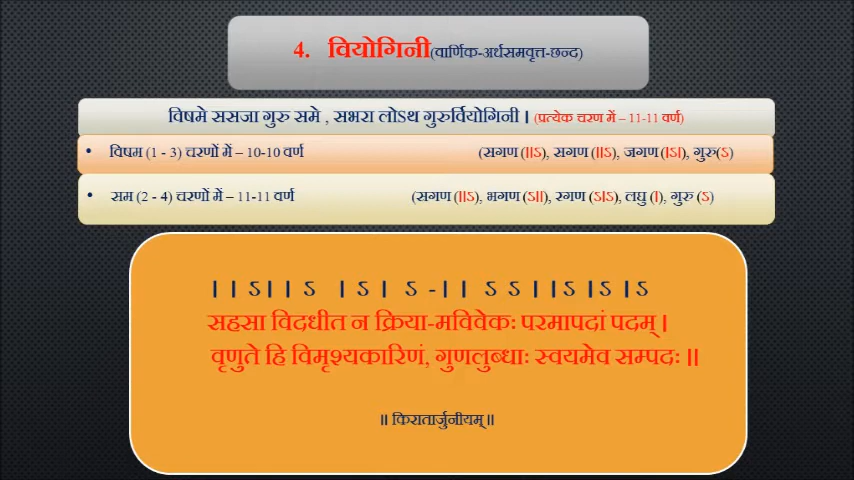 4. वियोगिनी(वार्णिक-अर्धसमवृत्त-छन्द)
विषमे ससजा गुरु समे , सभरा लोऽथ गुरुर्वियोगिनी । (प्रत्येक चरण में – 11-11 वर्ण)
• विषम (1 - 3) चरणों में – 10-10 वर्ण (सगण (IIS), सगण (IIS), जगण (ISI), गुरु(S)
• सम (2 - 4) चरणों में – 11-11 वर्ण (सगण (IIS), भगण (SII), रगण (SIS), लघु (I), गुरु (S)
। । ऽ। । ऽ । ऽ । ऽ -। । ऽ ऽ । ।ऽ ।ऽ ।ऽ
सहसा विदधीत न क्रिया-मविवेकः परमापदां पदम् ।
वृणुते हि विमृश्यकारिणं, गुणलुब्धाः स्वयमेव सम्पदः ॥
॥ किरातार्जुनीयम् ॥